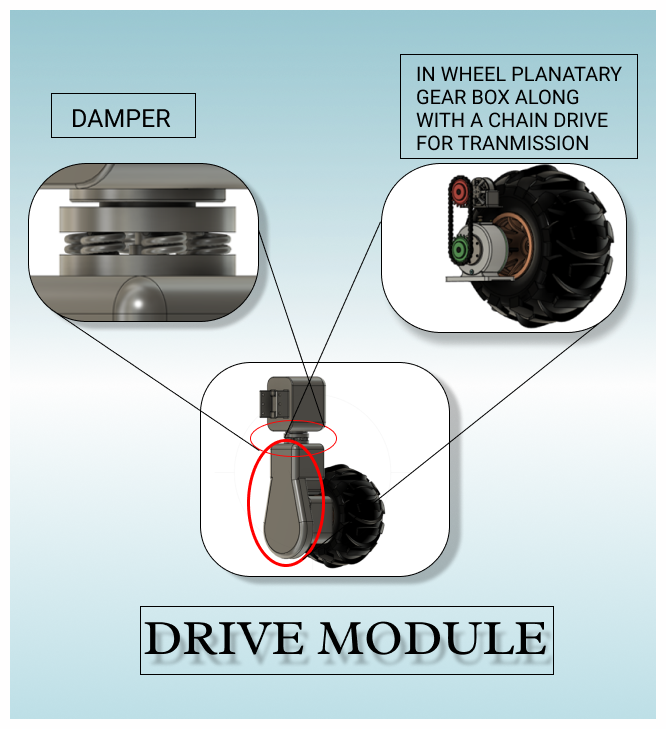 DAMPER
IN WHEEL PLANATARY
GEAR BOX ALONG
WITH A CHAIN DRIVE
FOR TRANMISSION
DRIVE MODULE